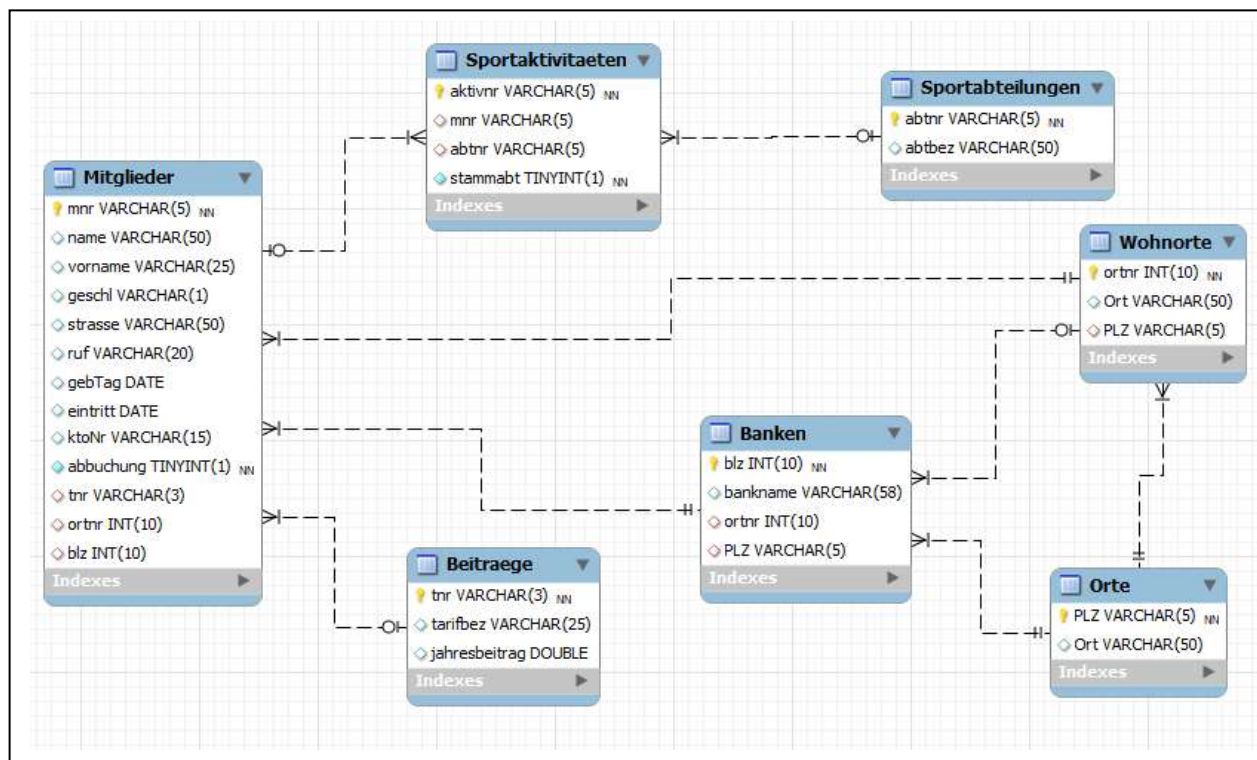 Sportaktivitaeten
aktivnr VARCHAR(5) NN
mnr VARCHAR(5)
abtnr VARCHAR(5)
stammabt TINYINT(1) NN
Indexes
Sportabteilungen
abtnr VARCHAR(5) NN
abtbez VARCHAR(50)
Indexes
Mitglieder
mnr VARCHAR(5) NN
name VARCHAR(50)
vorname VARCHAR(25)
geschl VARCHAR(1)
strasse VARCHAR(50)
ruf VARCHAR(20)
gebTag DATE
eintritt DATE
ktoNr VARCHAR(15)
abbuchung TINYINT(1) NN
tnr VARCHAR(3)
ortnr INT(10)
blz INT(10)
Indexes
Wohnorte
ortnr INT(10) NN
Ort VARCHAR(50)
PLZ VARCHAR(5)
Indexes
Banken
blz INT(10) NN
bankname VARCHAR(58)
ortnr INT(10)
PLZ VARCHAR(5)
Indexes
Beitraege
tnr VARCHAR(3) NN
tarifbez VARCHAR(25)
jahresbeitrag DOUBLE
Indexes
Orte
PLZ VARCHAR(5) NN
Ort VARCHAR(50)
Indexes